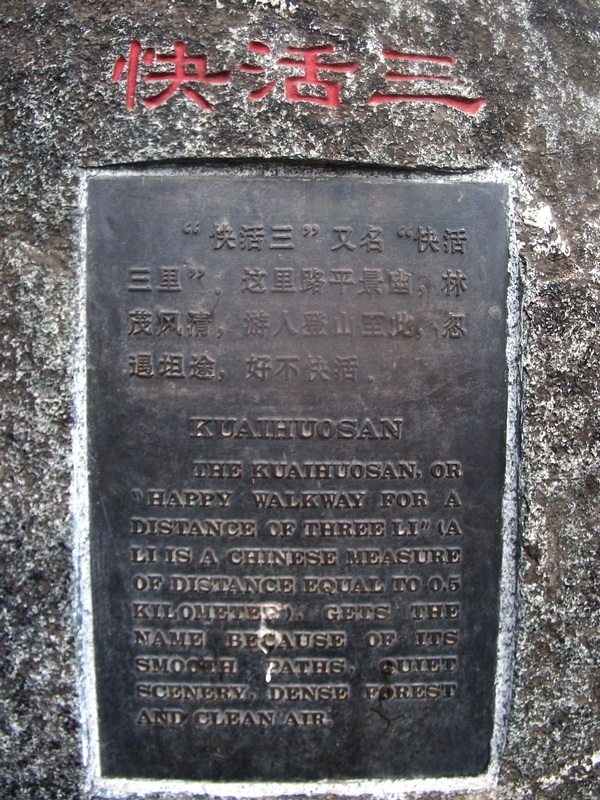 快活三
“快活三”又名“快活
三里”。这里路平景幽，林
茂风清，游人登山至此，忽
遇坦途，好不快活。
KUAIHUOSAN
THE KUAIHUOSAN, OR
"HAPPY WALKWAY FOR A
DISTANCE OF THREE LI" (A
LI IS A CHINESE MEASURE
OF DISTANCE EQUAL TO 0.5
KILOMETER), GETS THE
NAME BECAUSE OF ITS
SMOOTH PATHS, QUIET
SCENERY, DENSE FOREST
AND CLEAN AIR.